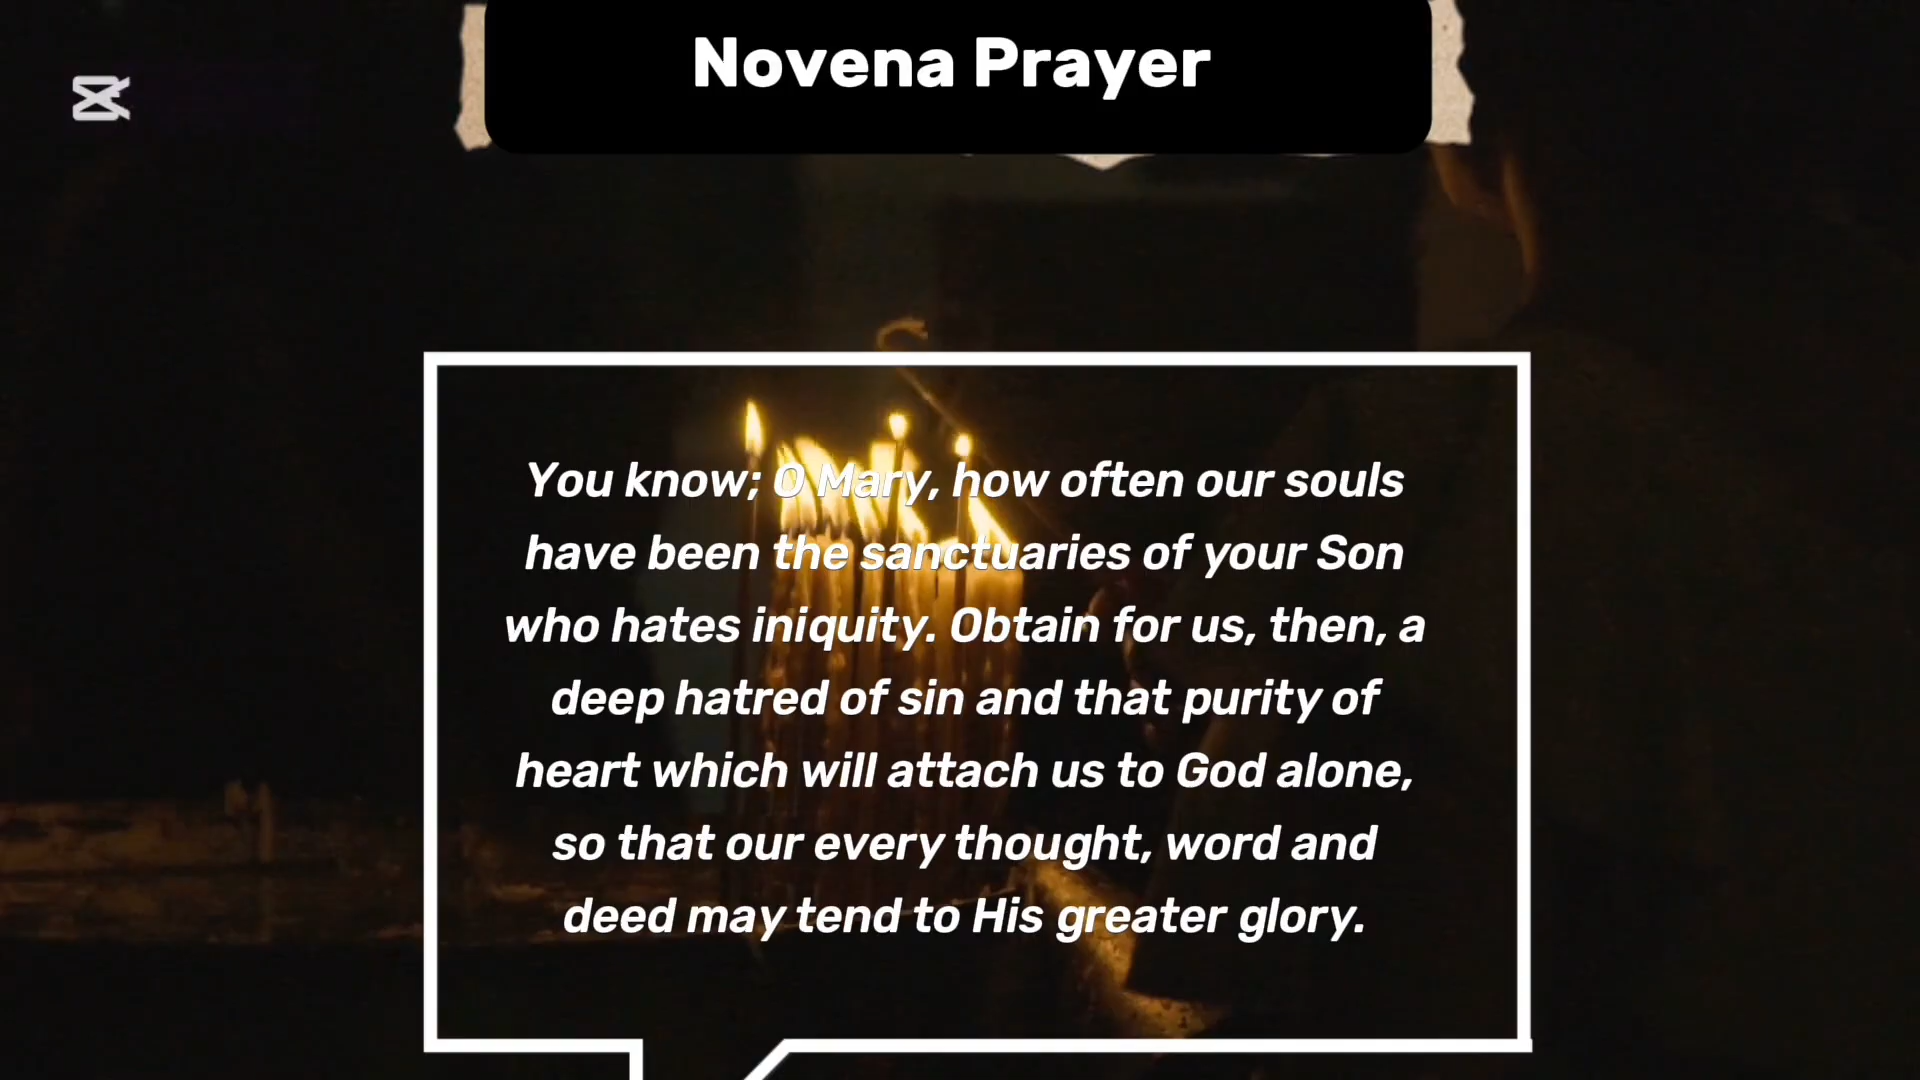 Novena Prayer
You know; O Mary, how often our souls
have been the sanctuaries of your Son
who hates iniquity. Obtain for us, then, a
deep hatred of sin and that purity of
heart which will attach us to God alone,
so that our every thought, word and
deed may tend to His greater glory.